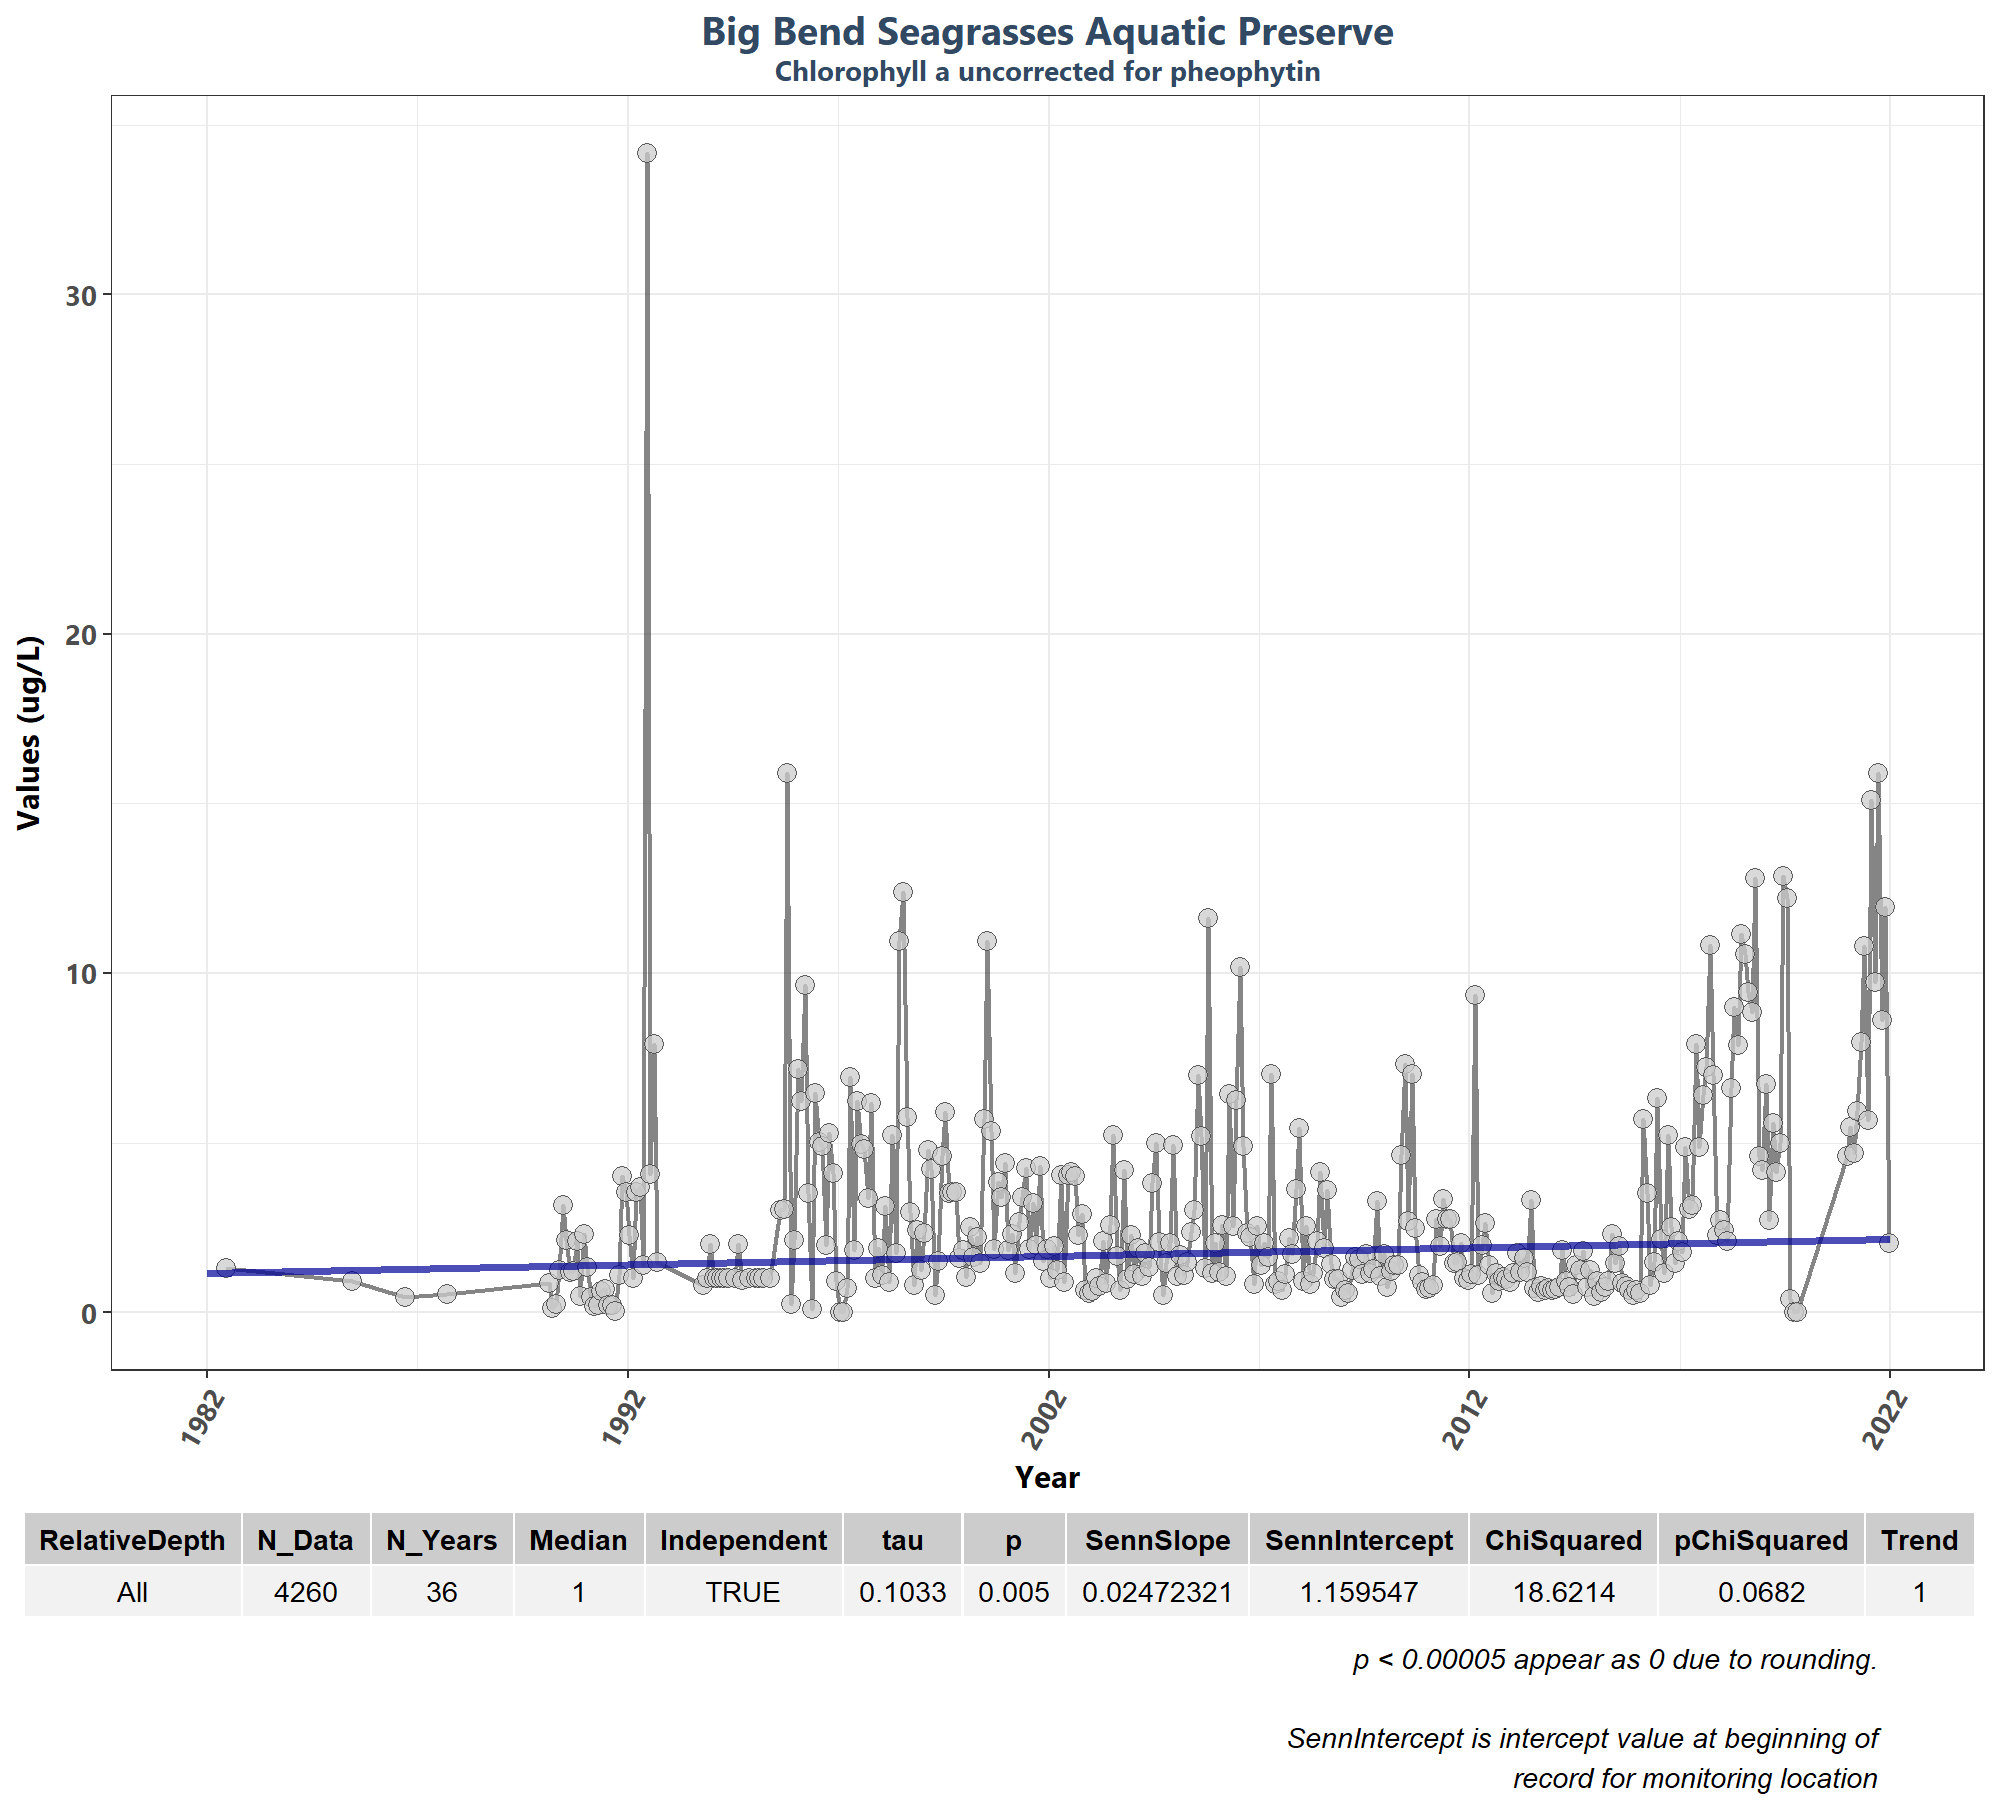 Big Bend Seagrasses Aquatic Preserve
Chlorophyll a uncorrected for pheophytin
Values (ug/L)
30
20
10
0
1982
1992
2002
2012
2022
Year
RelativeDepth N_Data N_Years Median Independent tau p SennSlope SennIntercept ChiSquared pChiSquared Trend
All 4260 36 1 TRUE 0.1033 0.005 0.02472321 1.159547 18.6214 0.0682 1
p < 0.00005 appear as 0 due to rounding.
SennIntercept is intercept value at beginning of
record for monitoring location